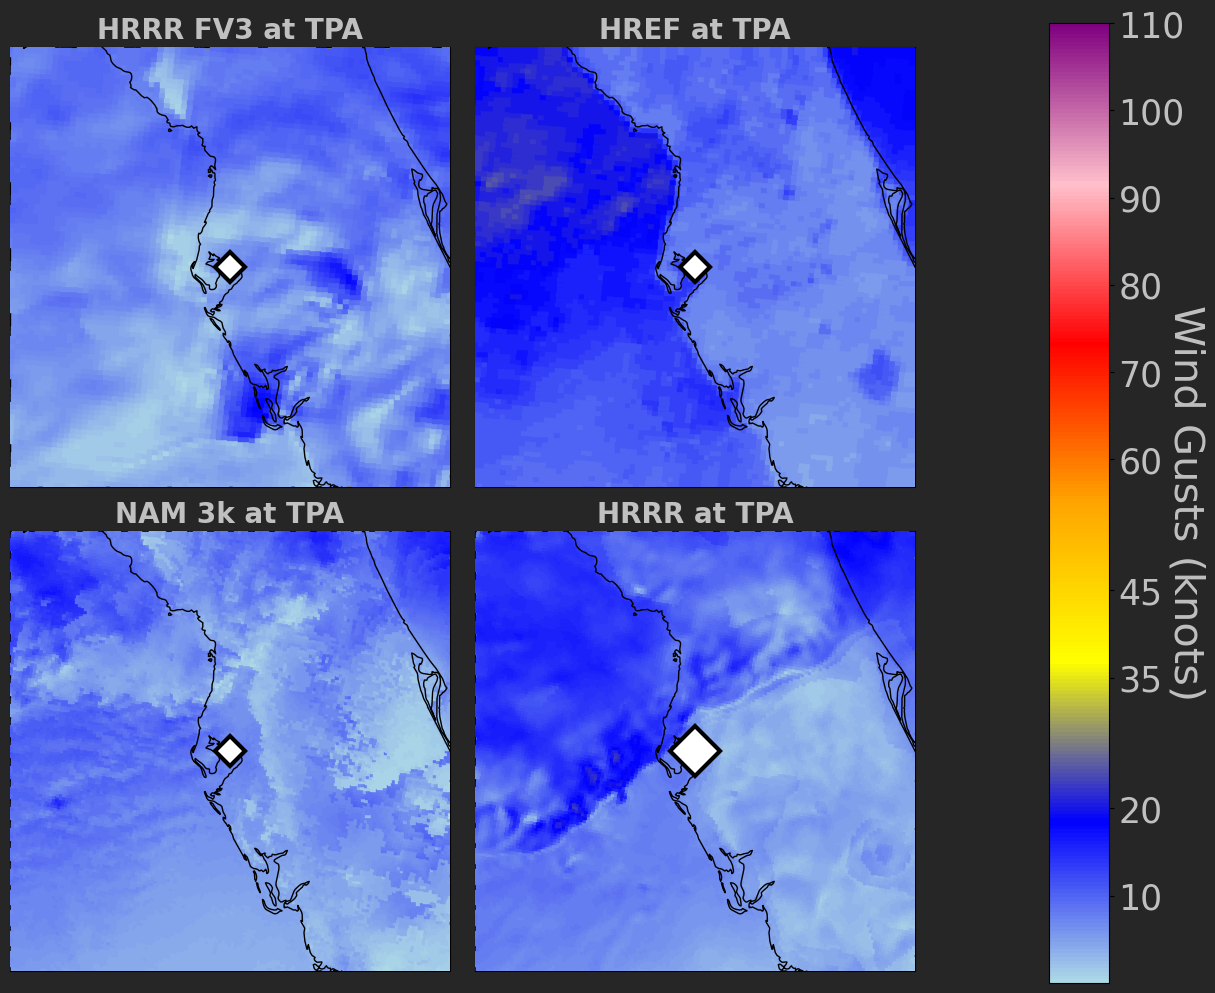 HRRR FV3 at TPA
HREF at TPA
NAM 3k at TPA
HRRR at TPA
110
100
90
80
70
60
45
35
20
10
Wind Gusts (knots)